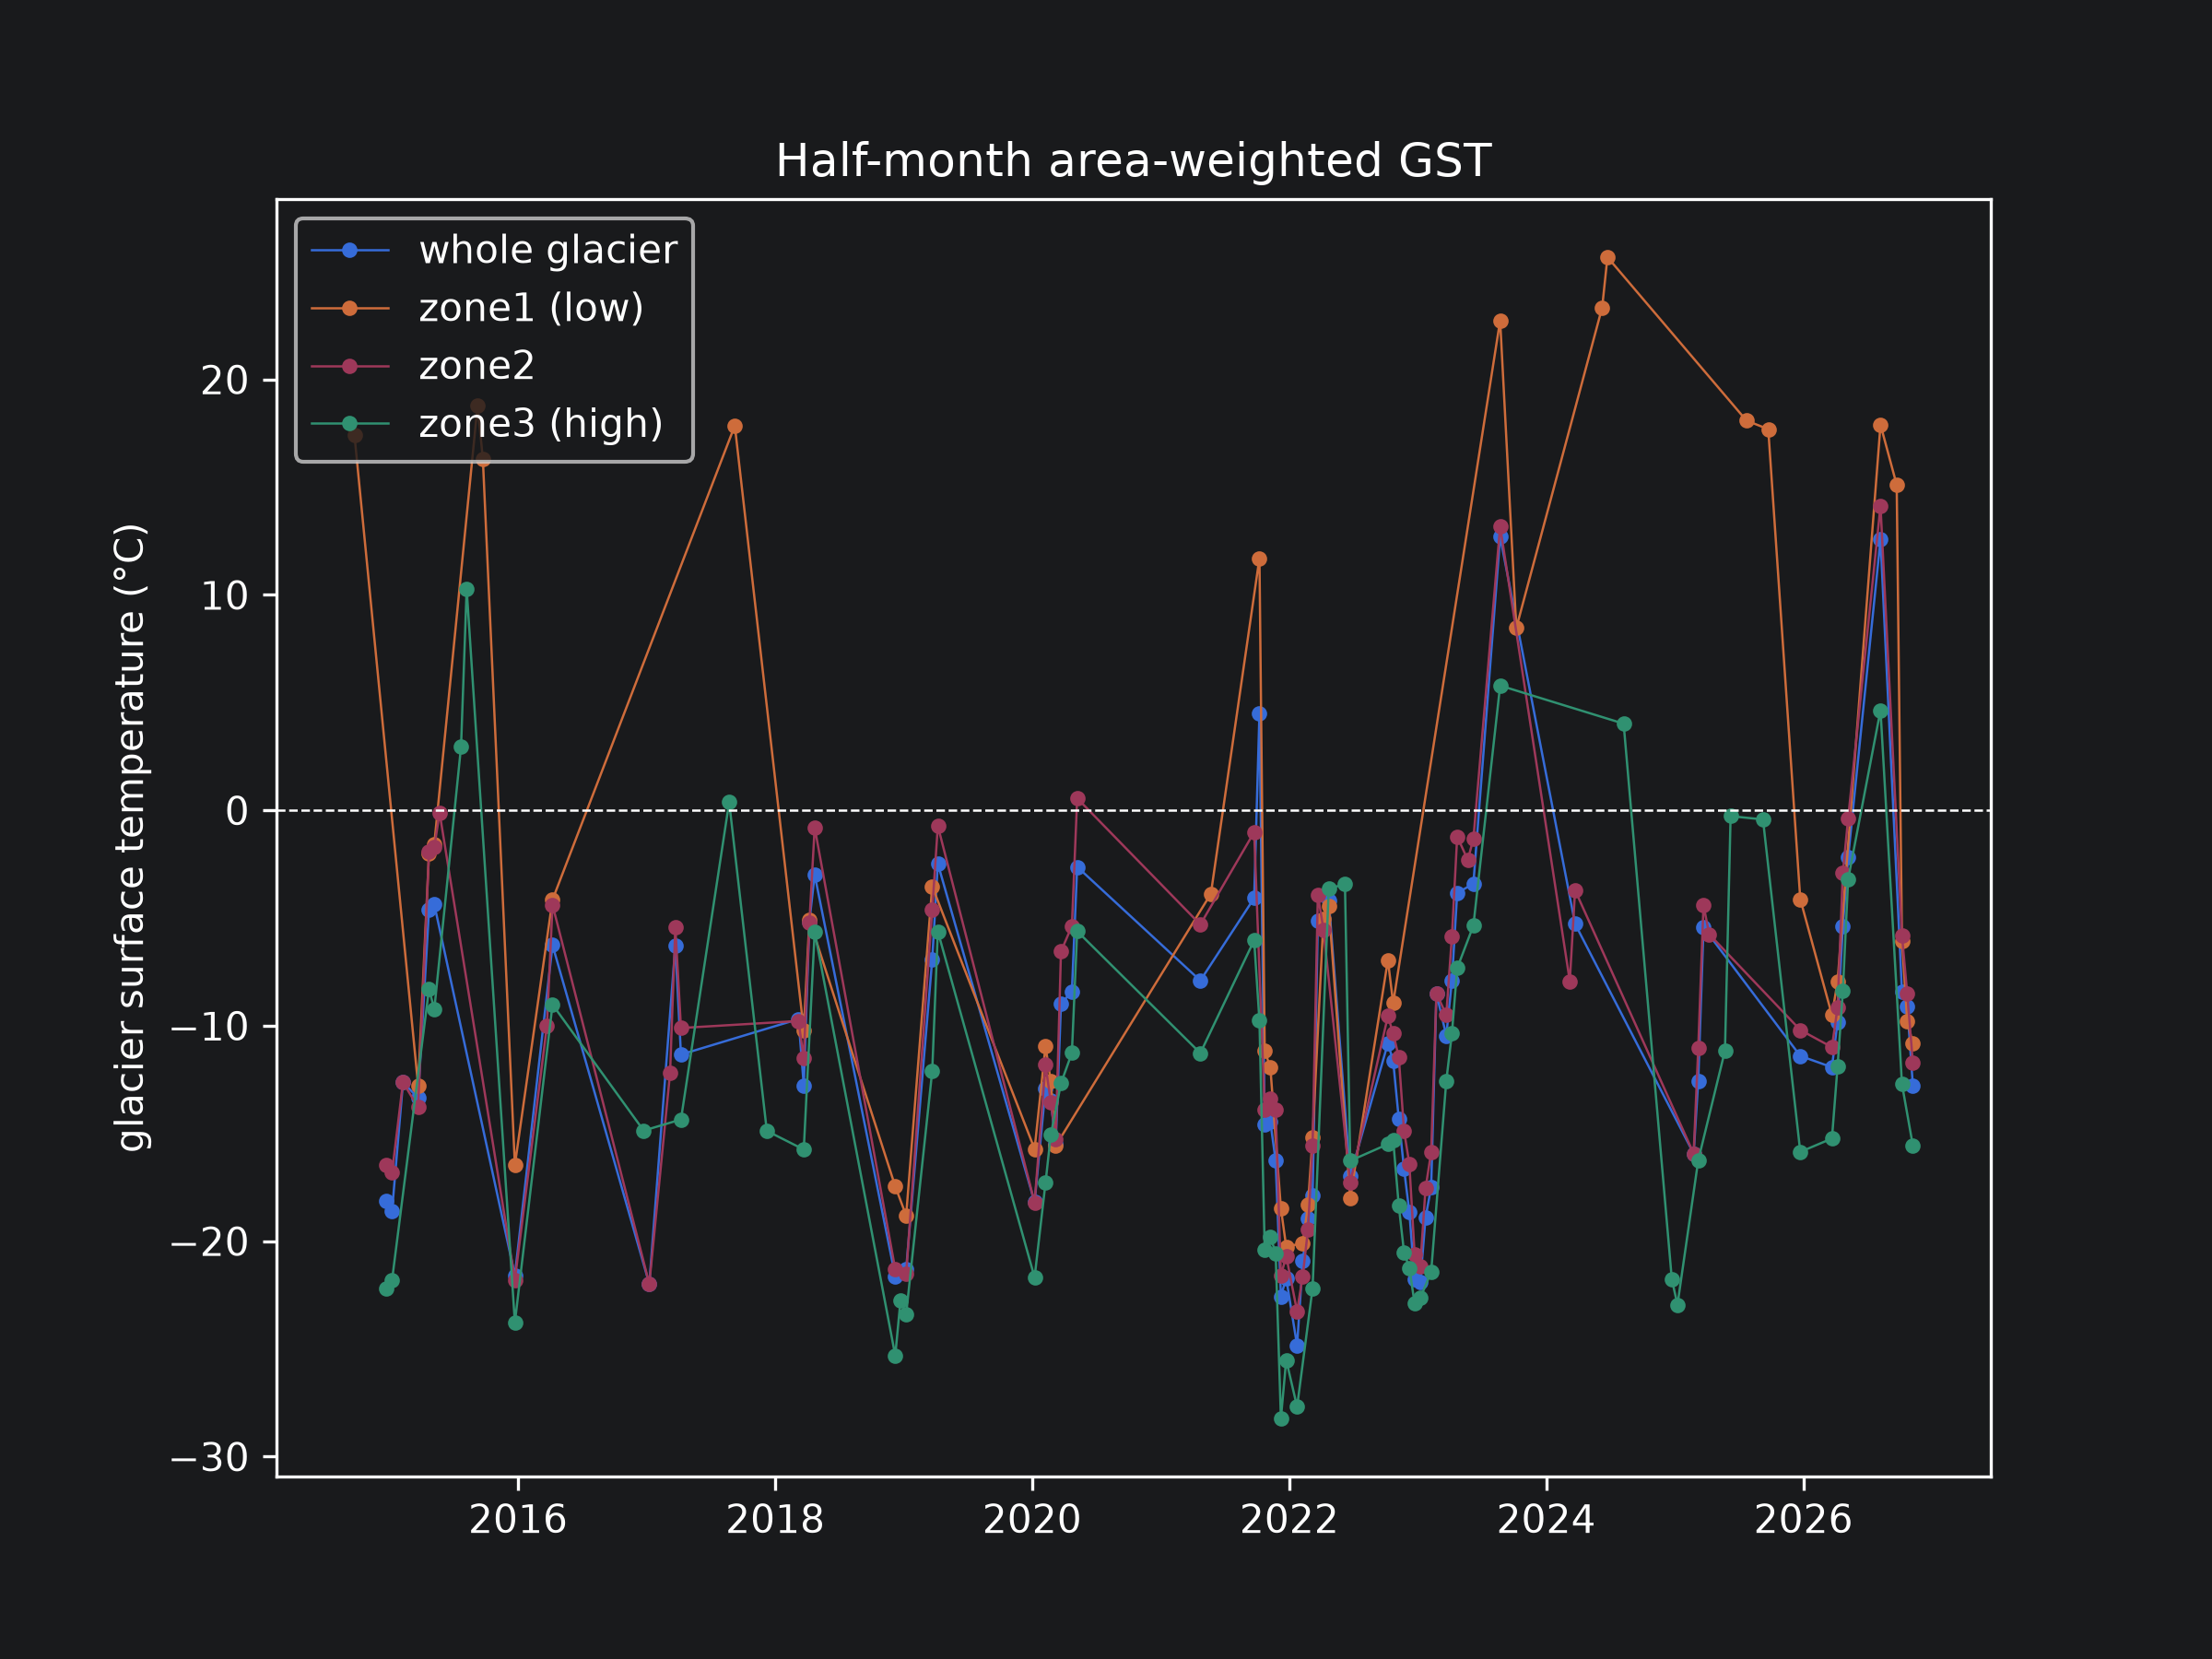 Half-month area-weighted GST
whole glacier
zone1 (low)
zone2
zone3 (high)
glacier surface temperature (°C)
20
10
0
−10
−20
−30
2016 2018 2020 2022 2024 2026